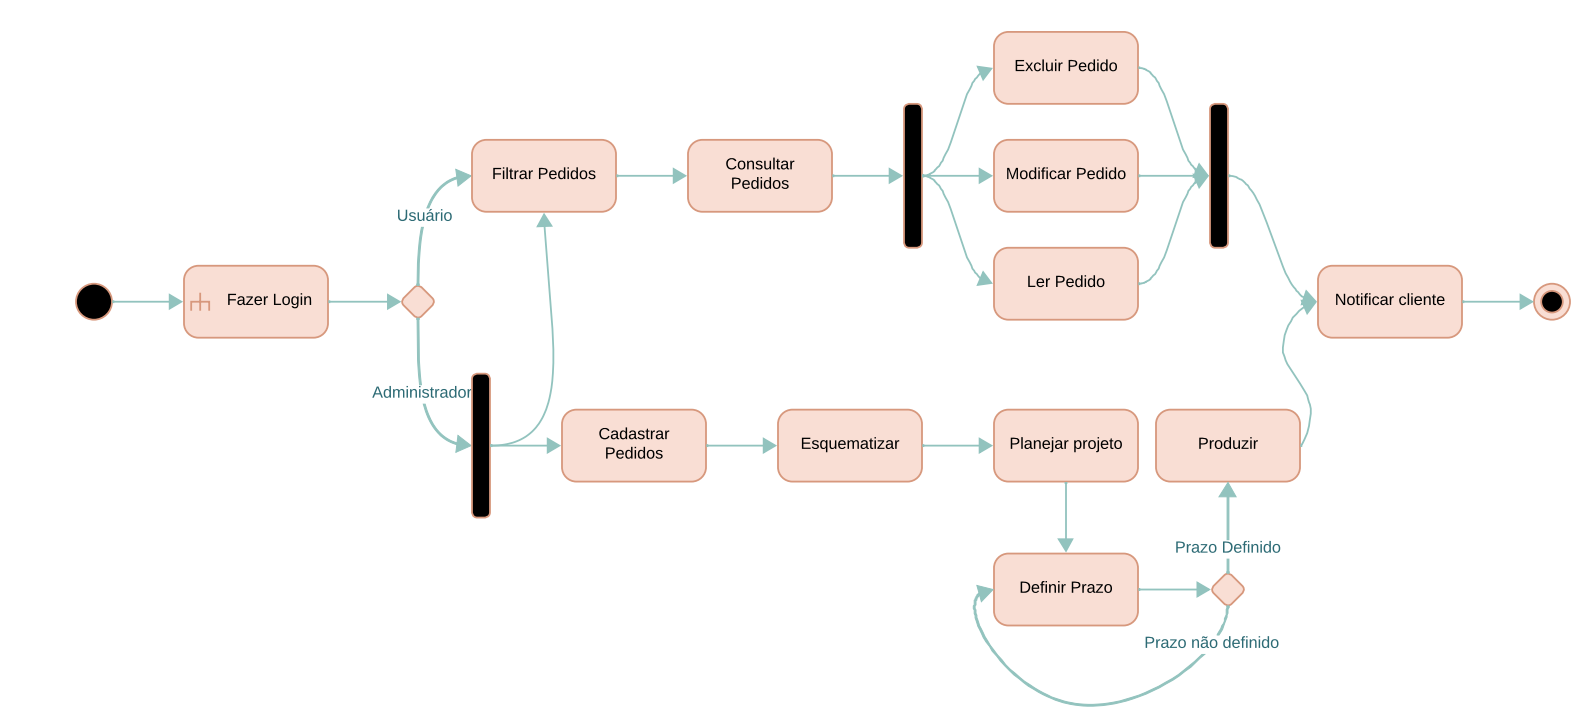 Excluir Pedido
Filtrar Pedidos
Consultar
Pedidos
Modificar Pedido
Usuário
Fazer Login
Ler Pedido
Notificar cliente
Administrador
Cadastrar
Pedidos
Esquematizar
Planejar projeto
Produzir
Prazo Definido
Definir Prazo
Prazo não definido